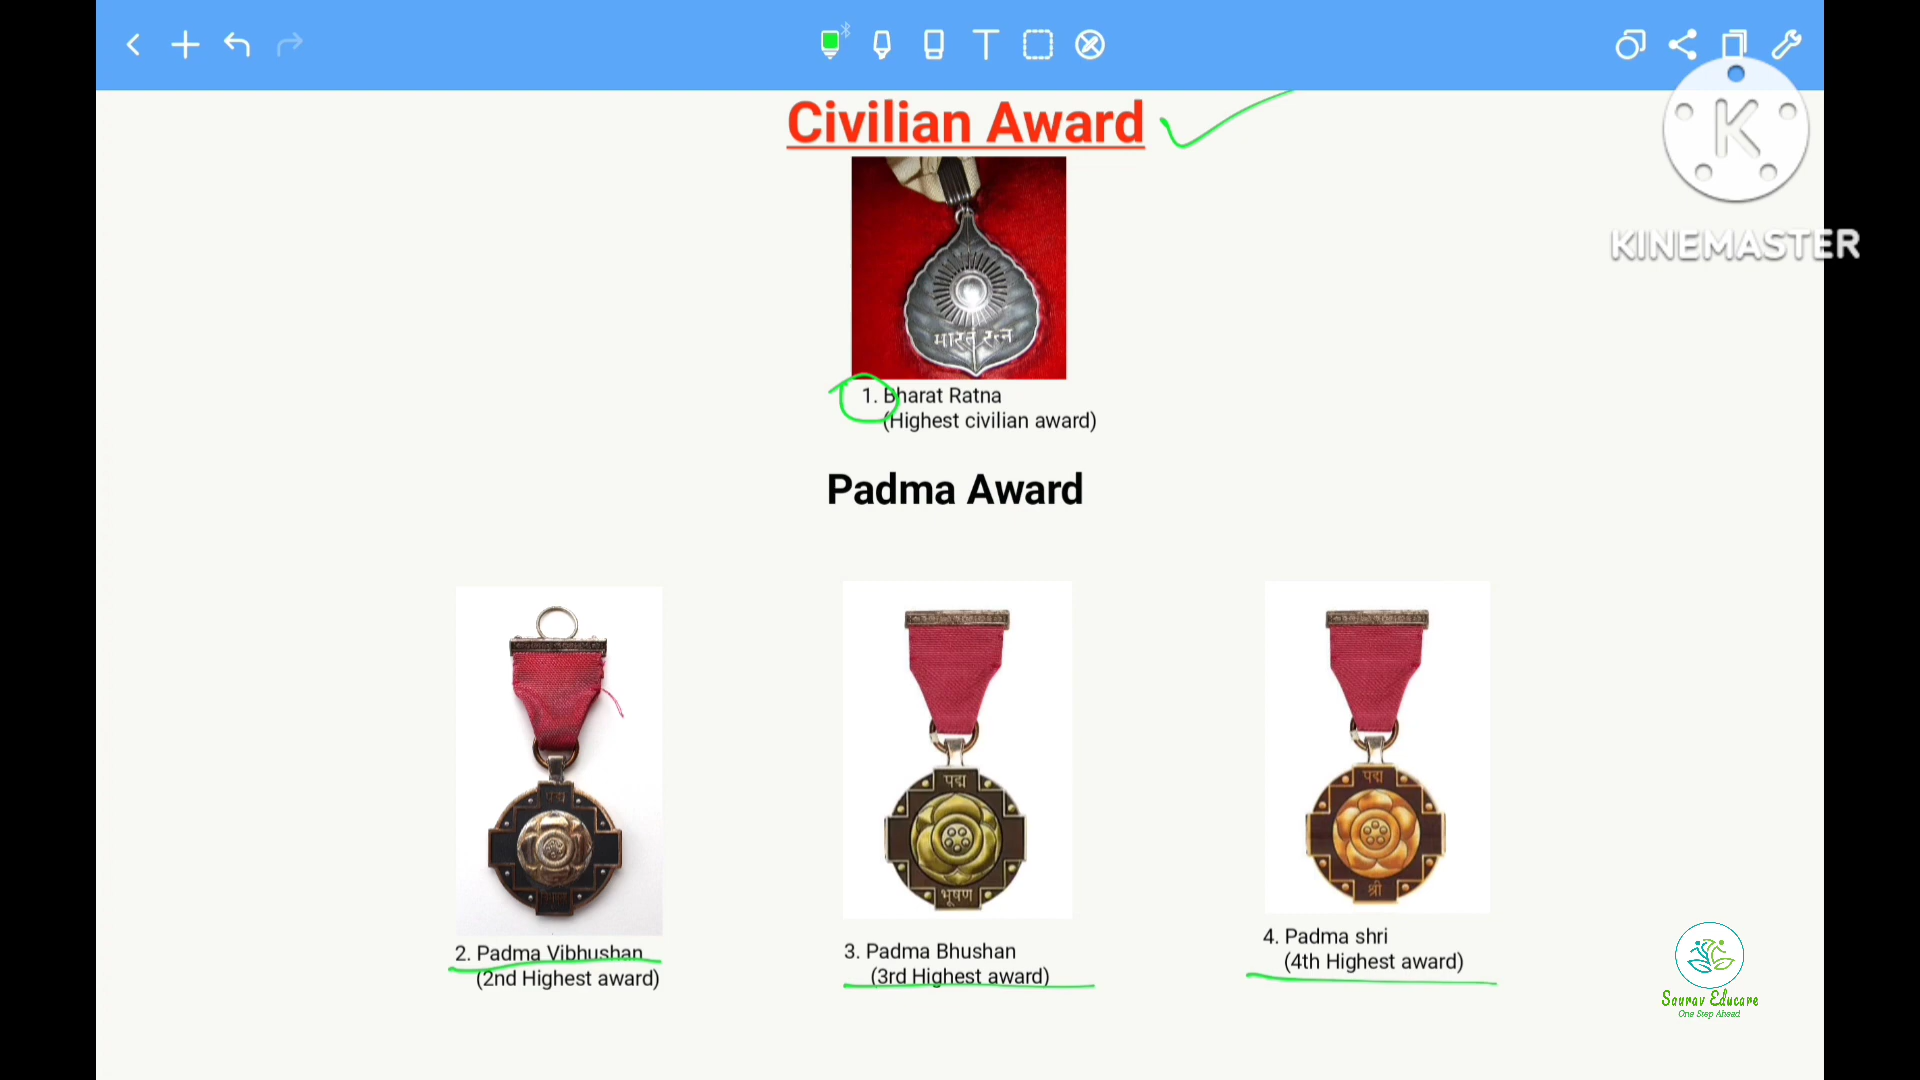 Civilian Award
K
KINEMASTER
भारत रत्न
1. Bharat Ratna
(Highest civilian award)
Padma Award
पद्म
पद्म
पद्म
भूषण
श्री
2. Padma Vibhushan
(2nd Highest award)
3. Padma Bhushan
(3rd Highest award)
4. Padma shri
(4th Highest award)
Saurav Educare
One Step Ahead